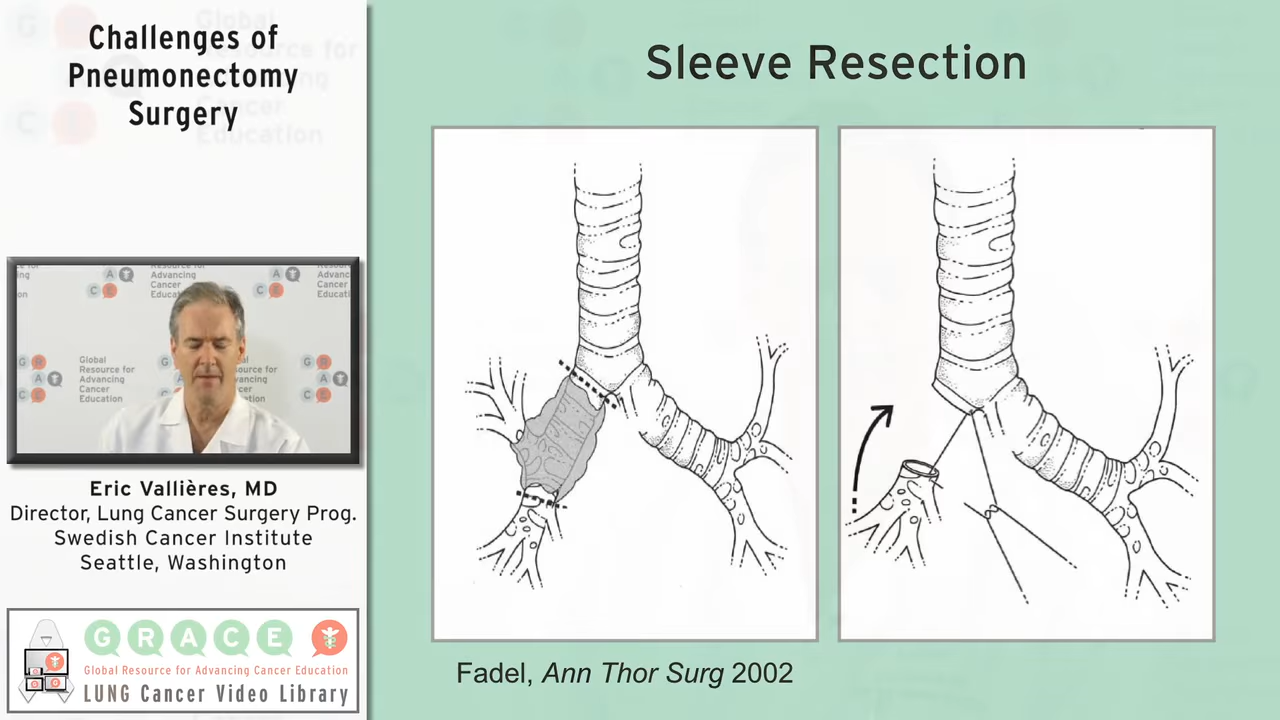 Challenges of
Pneumonectomy
Surgery
Global
Resource for
Advancing
Cancer
Education
Eric Vallières, MD
Director, Lung Cancer Surgery Prog.
Swedish Cancer Institute
Seattle, Washington
GRACE
Global Resource for Advancing Cancer Education
LUNG Cancer Video Library
Sleeve Resection
Fadel, Ann Thor Surg 2002